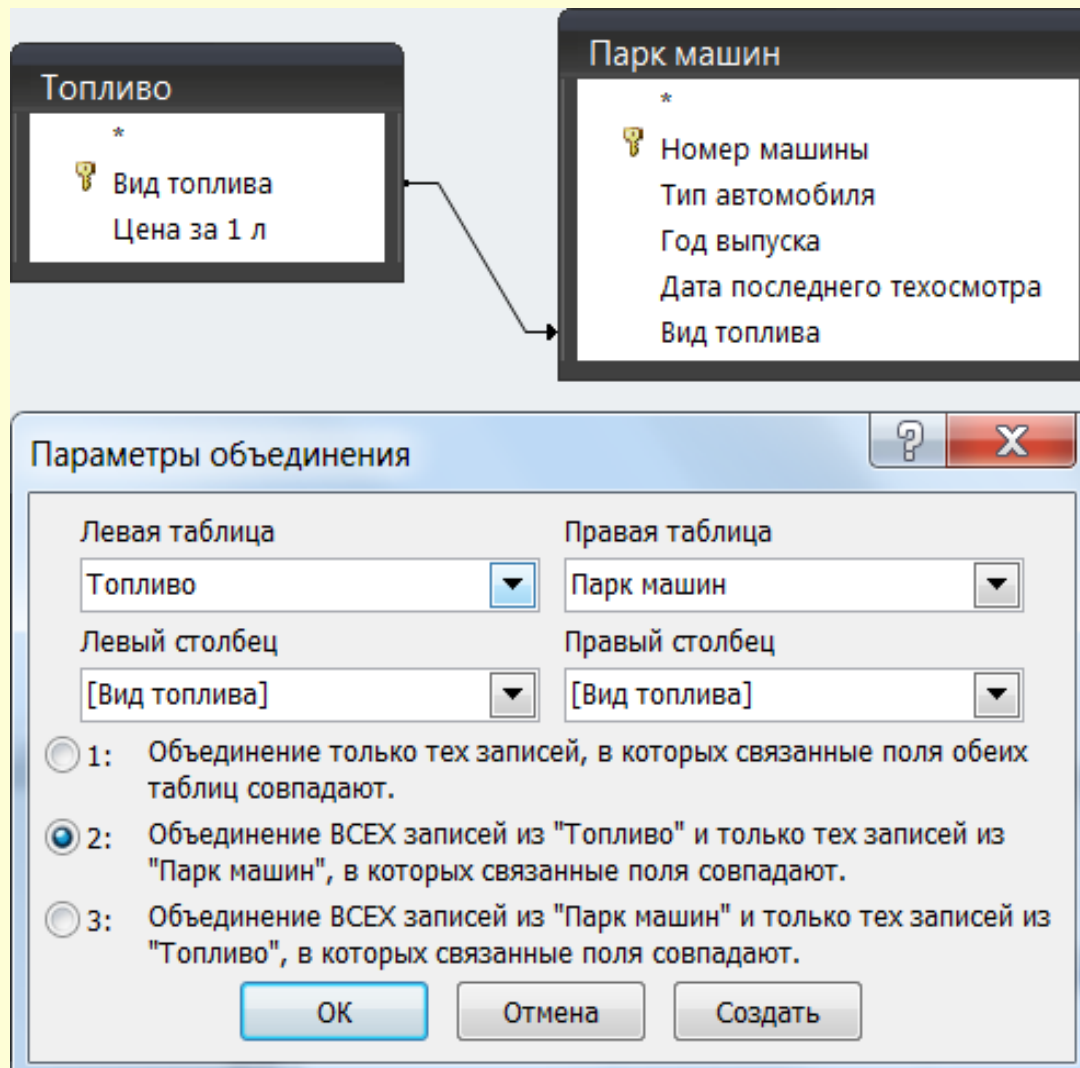 Топливо
*
Вид топлива
Цена за 1 л
Парк машин
*
Номер машины
Тип автомобиля
Год выпуска
Дата последнего техосмотра
Вид топлива
Параметры объединения
? X
Левая таблица
Правая таблица
Топливо
Парк машин
Левый столбец
Правый столбец
[Вид топлива]
[Вид топлива]
1: Объединение только тех записей, в которых связанные поля обеих
таблиц совпадают.
2: Объединение ВСЕХ записей из "Топливо" и только тех записей из
"Парк машин", в которых связанные поля совпадают.
3: Объединение ВСЕХ записей из "Парк машин" и только тех записей из
"Топливо", в которых связанные поля совпадают.
ОК
Отмена
Создать